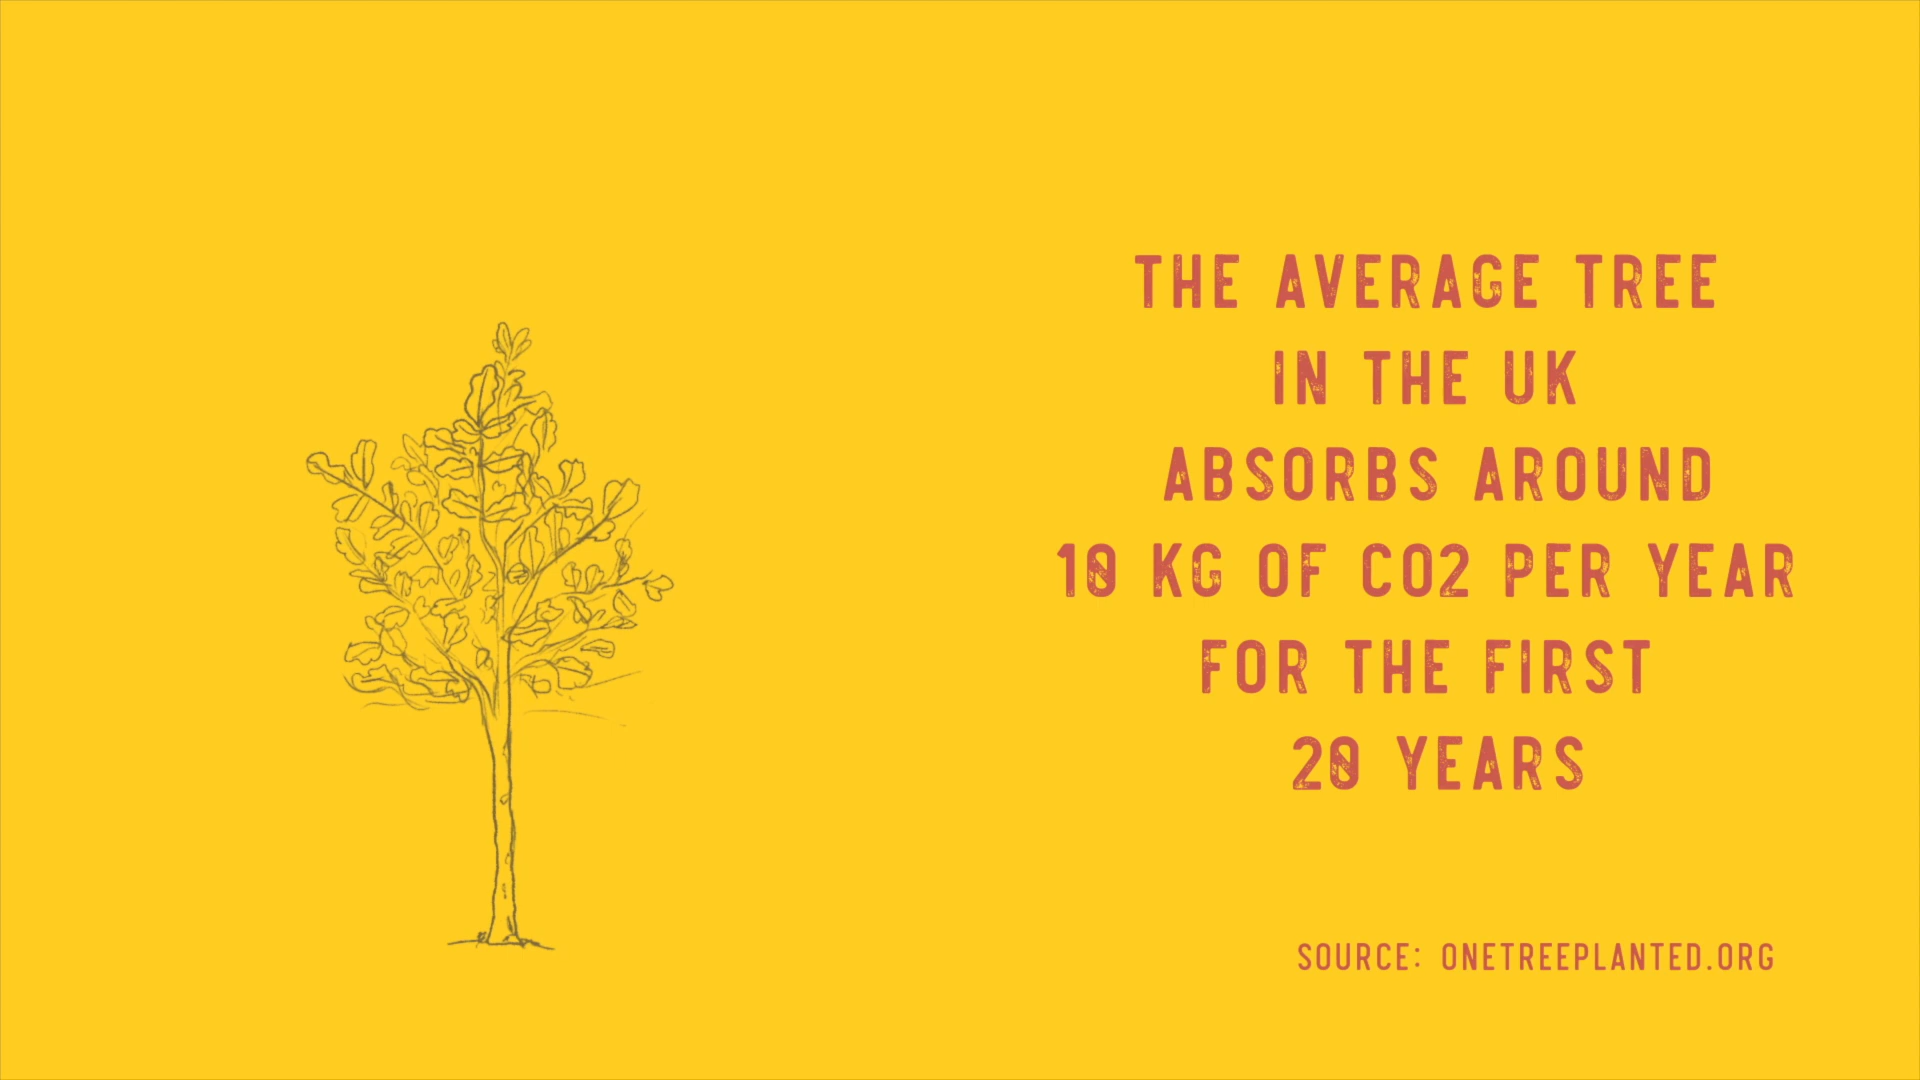 THE AVERAGE TREE
IN THE UK
ABSORBS AROUND
10 KG OF CO2 PER YEAR
FOR THE FIRST
20 YEARS
SOURCE: ONETREEPLANTED.ORG